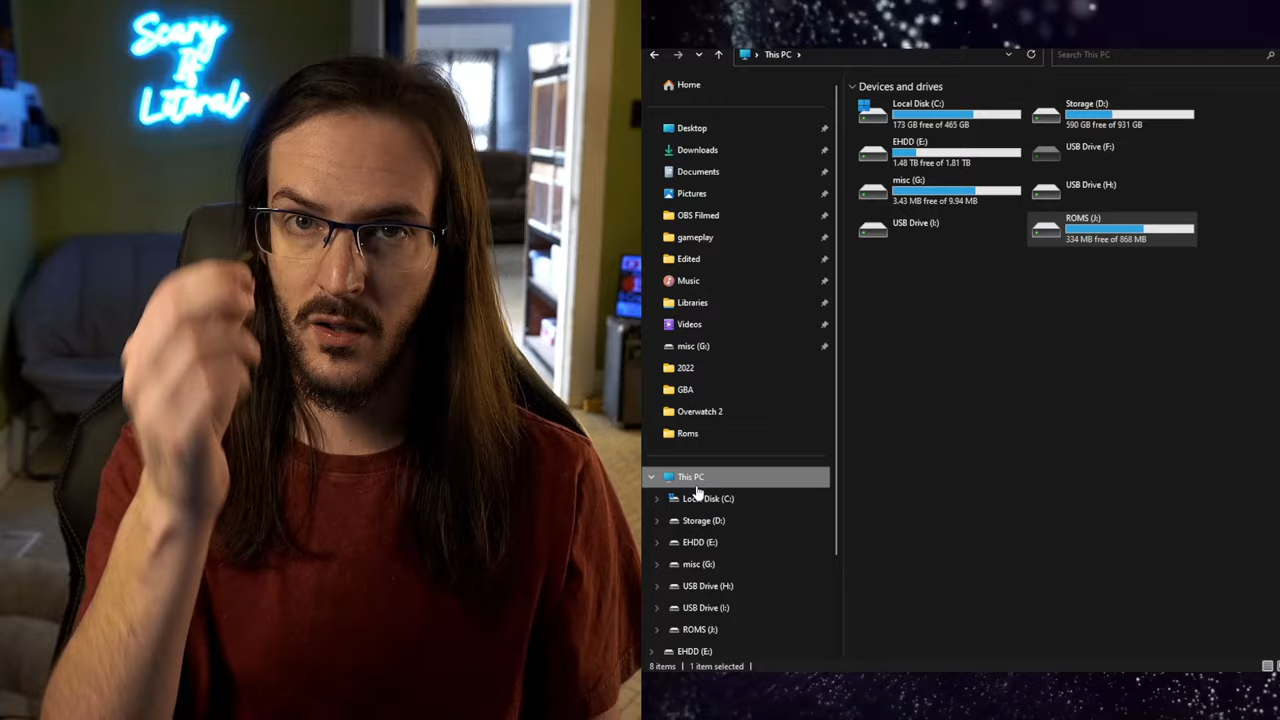 Scary
If
Literal
This PC
Search This PC
Home
Desktop
Downloads
Documents
Pictures
OBS Filmed
gameplay
Edited
Music
Libraries
Videos
misc (G:)
2022
GBA
Overwatch 2
Roms
This PC
Local Disk (C:)
Storage (D:)
EHDD (E:)
misc (G:)
USB Drive (H:)
USB Drive (I:)
ROMS (J:)
EHDD (E:)
8 items
1 item selected
Devices and drives
Local Disk (C:)
173 GB free of 465 GB
Storage (D:)
590 GB free of 931 GB
EHDD (E:)
1.48 TB free of 1.81 TB
USB Drive (F:)
misc (G:)
3.43 MB free of 9.94 MB
USB Drive (H:)
USB Drive (I:)
ROMS (J:)
334 MB free of 868 MB